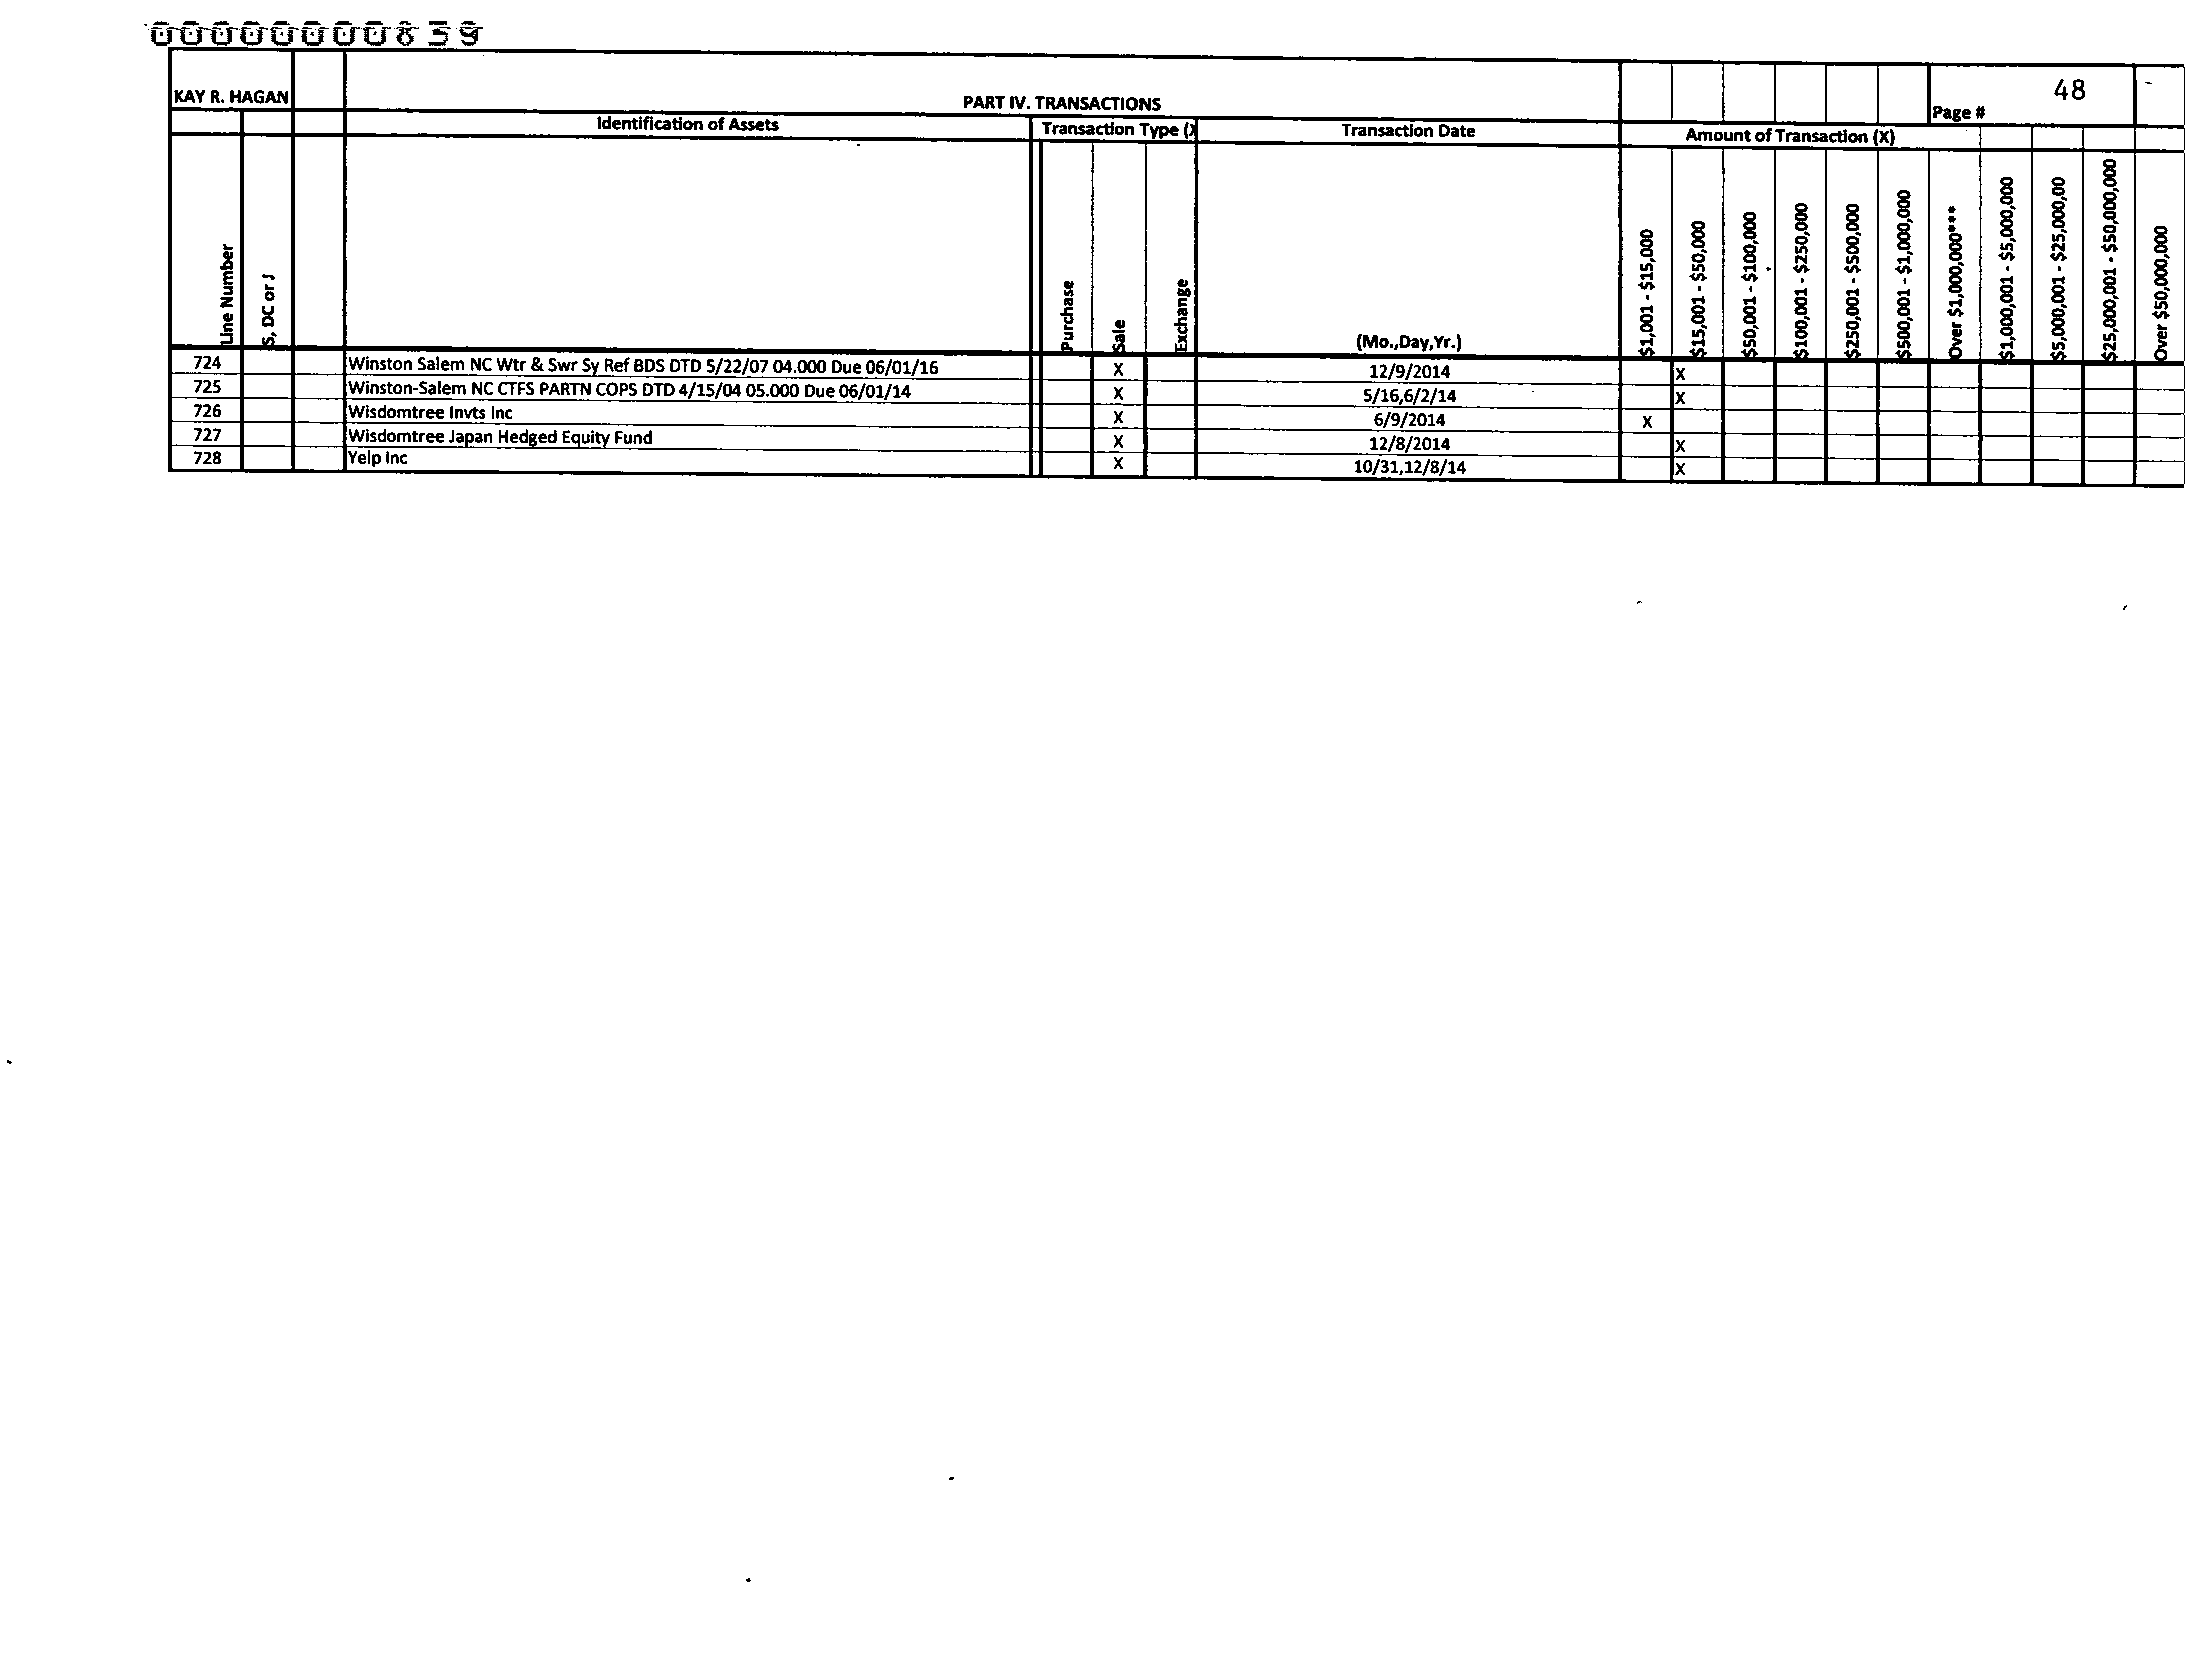 000000000859
KAY R. HAGAN PART IV. TRANSACTIONS Page # 48
Identification of Assets Transaction Type (X Transaction Date Amount of Transaction (X)
Line Number S, DC or J Purchase Sale Exchange (Mo.,Day,Yr.) $1,001 - $15,000 $15,001 - $50,000 $50,001 - $100,000 $100,001 - $250,000 $250,001 - $500,000 $500,001 - $1,000,000 Over $1,000,000*** $1,000,001 - $5,000,000 $5,000,001 - $25,000,00 $25,000,001 - $50,000,000 Over $50,000,000
724 Winston Salem NC Wtr & Swr Sy Ref BDS DTD 5/22/07 04.000 Due 06/01/16 X 12/9/2014 X
725 Winston-Salem NC CTFS PARTN COPS DTD 4/15/04 05.000 Due 06/01/14 X 5/16,6/2/14 X
726 Wisdomtree Invts Inc X 6/9/2014 X
727 Wisdomtree Japan Hedged Equity Fund X 12/8/2014 X
728 Yelp Inc X 10/31,12/8/14 X